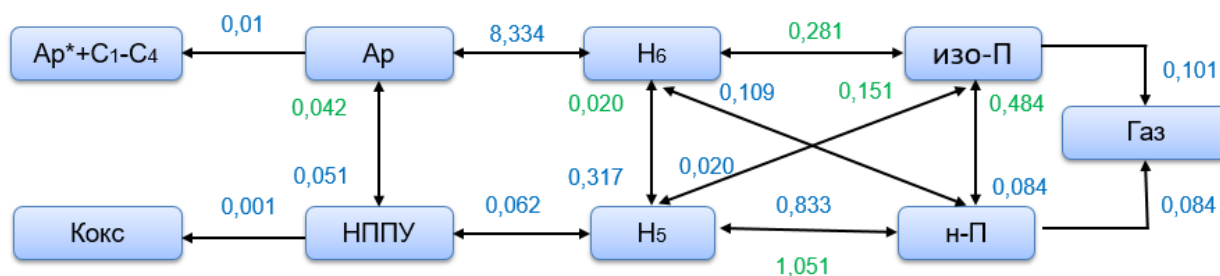 0,01
8,334
0,281
Ар*+С₁-С₄
Ар
Н₆
изо-П
0,101
0,042
0,020
0,109
0,151
0,484
Газ
0,051
0,317
0,020
0,084
0,001
0,062
0,833
0,084
Кокс
НППУ
Н₅
н-П
1,051